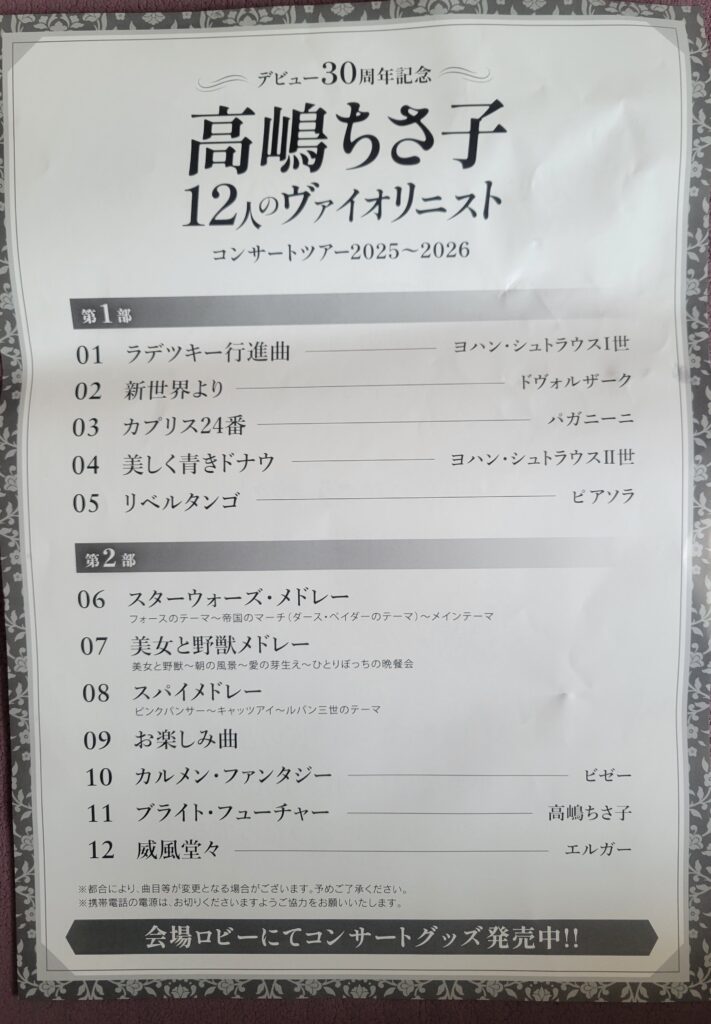 デビュー30周年記念
高嶋ちさ子
12人のヴァイオリニスト
コンサートツアー2025～2026
第1部
01 ラデツキー行進曲 ヨハン・シュトラウスI世
02 新世界より ドヴォルザーク
03 カプリス24番 パガニーニ
04 美しく青きドナウ ヨハン・シュトラウスII世
05 リベルタンゴ ピアソラ
第2部
06 スターウォーズ・メドレー
フォースのテーマ～帝国のマーチ(ダース・ベイダーのテーマ)～メインテーマ
07 美女と野獣メドレー
美女と野獣～朝の風景～愛の芽生え～ひとりぼっちの晩餐会
08 スパイメドレー
ピンクパンサー～キャッツアイ～ルパン三世のテーマ
09 お楽しみ曲
10 カルメン・ファンタジー ビゼー
11 ブライト・フューチャー 高嶋ちさ子
12 威風堂々 エルガー
※都合により、曲目等が変更となる場合がございます。予めご了承ください。
※携帯電話の電源は、お切りくださいますようご協力をお願いいたします。
会場ロビーにてコンサートグッズ発売中!!